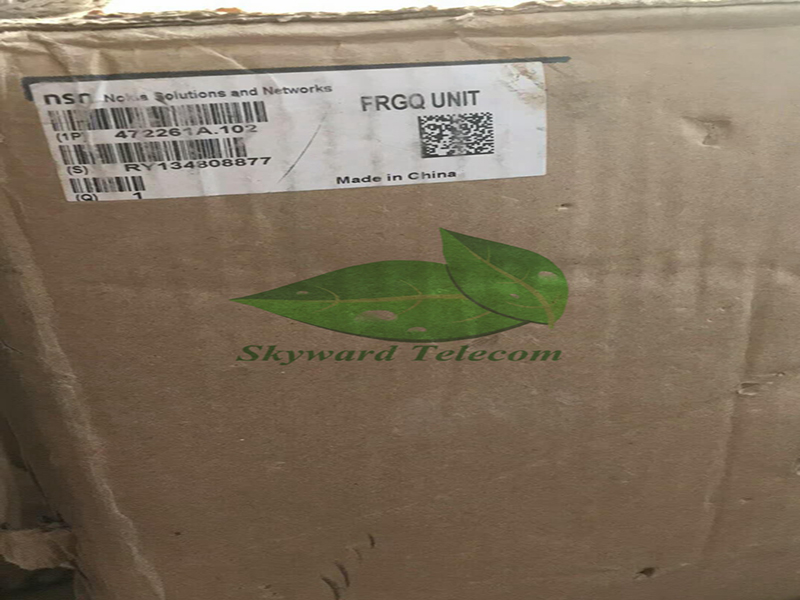 nsn Nokia Solutions and Networks
FRGQ UNIT
(1P) 472261A.102
(S) RY134808877
(Q) 1
Made in China
Skyward Telecom